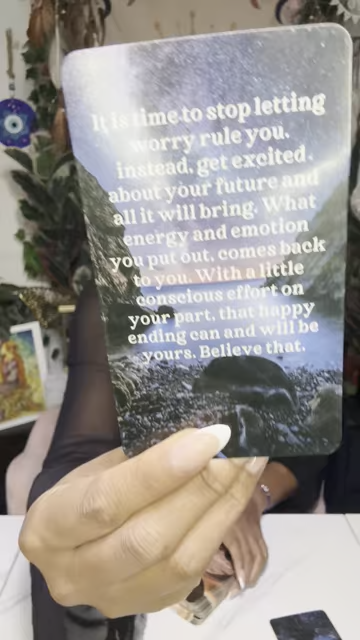 It is time to stop letting
worry rule you,
instead, get excited
about your future and
all it will bring. What
energy and emotion
you put out, comes back
to you. With a little
conscious effort on
your part, that happy
ending can and will be
yours. Believe that.